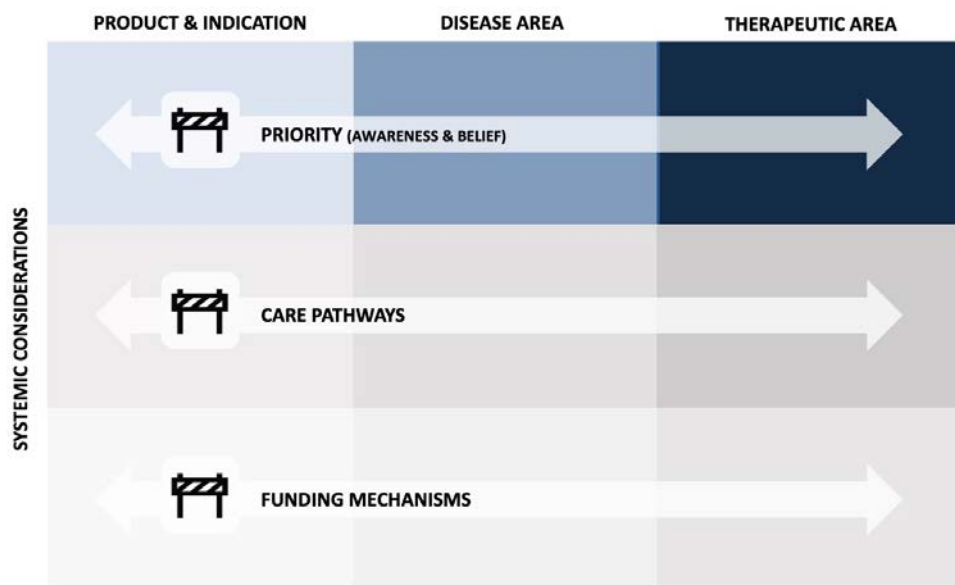 PRODUCT & INDICATION
DISEASE AREA
THERAPEUTIC AREA
SYSTEMIC CONSIDERATIONS
PRIORITY (AWARENESS & BELIEF)
CARE PATHWAYS
FUNDING MECHANISMS